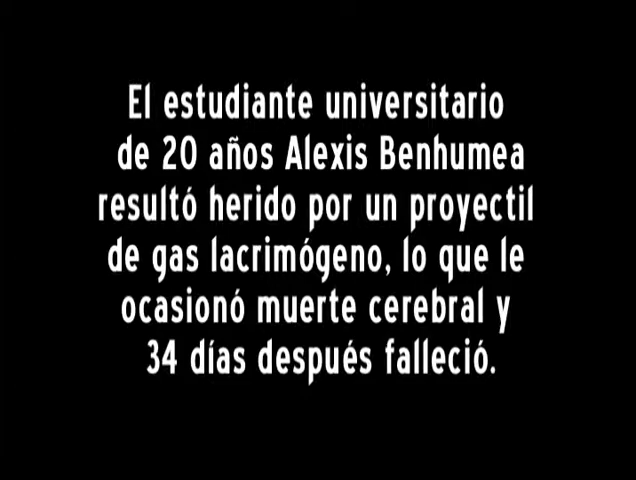 El estudiante universitario
de 20 años Alexis Benhumea
resultó herido por un proyectil
de gas lacrimógeno, lo que le
ocasionó muerte cerebral y
34 días después falleció.